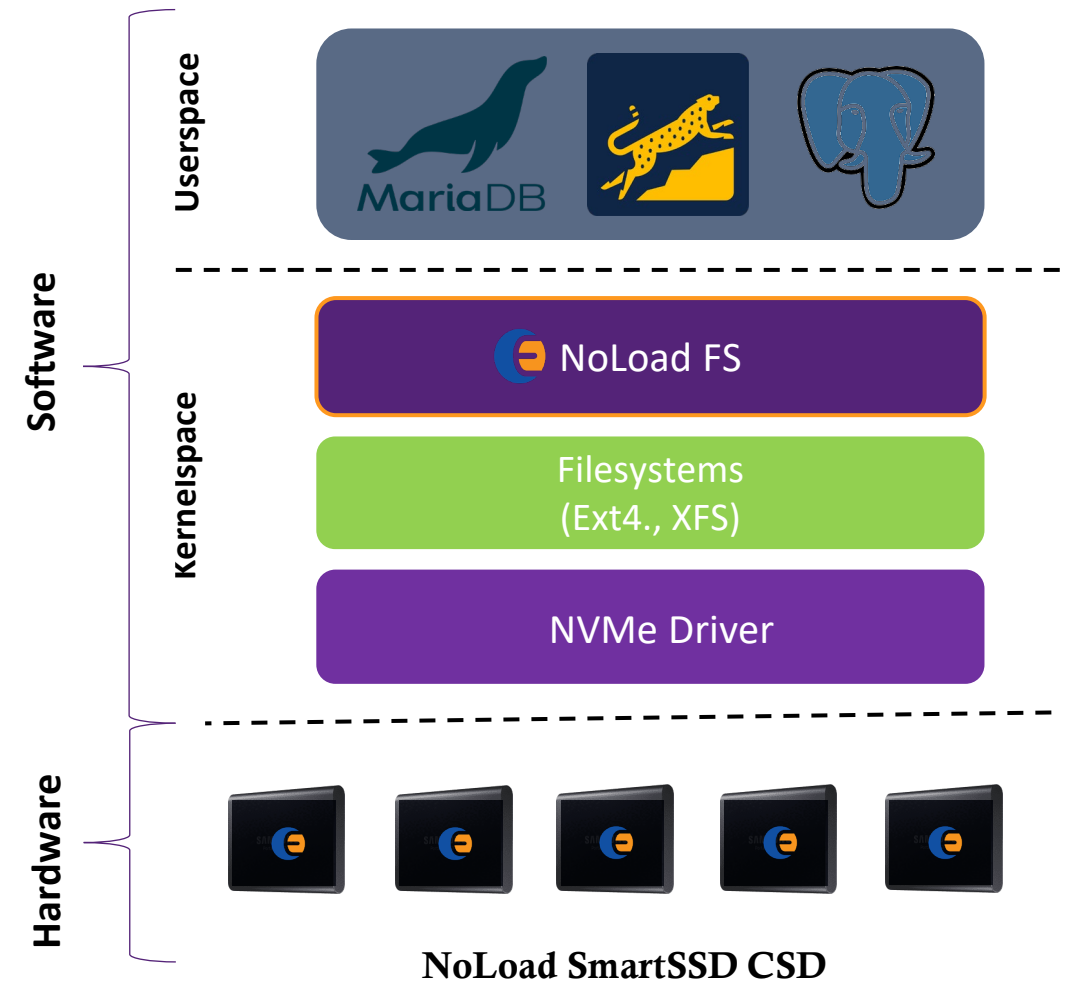 Software
Userspace
MariaDB
Kernelspace
NoLoad FS
Filesystems
(Ext4., XFS)
NVMe Driver
Hardware
NoLoad SmartSSD CSD